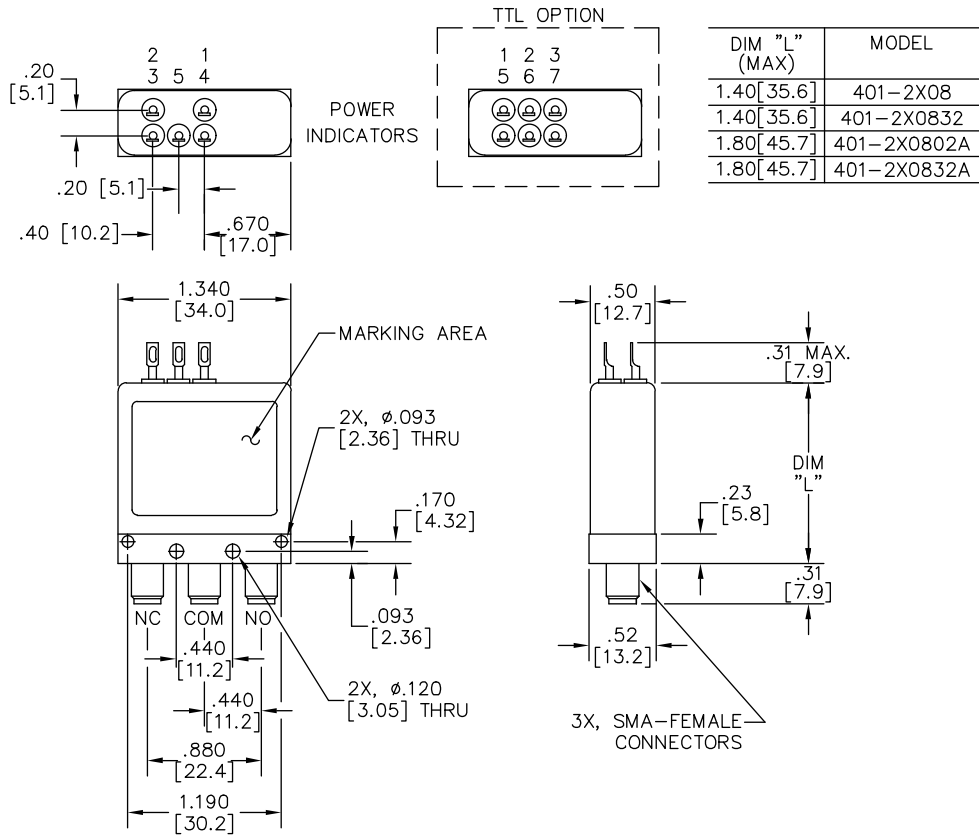 TTL OPTION
2 1
3 5 4
.20
[5.1]
POWER
INDICATORS
.20 [5.1]
.40 [10.2]
.670
[17.0]
1 2 3
5 6 7
DIM "L"
(MAX) MODEL
1.40[35.6] 401-2X08
1.40[35.6] 401-2X0832
1.80[45.7] 401-2X0802A
1.80[45.7] 401-2X0832A
1.340
[34.0]
MARKING AREA
2X, ø.093
[2.36] THRU
.170
[4.32]
NC COM NO
.093
[2.36]
.440
[11.2]
2X, ø.120
[3.05] THRU
.440
[11.2]
.880
[22.4]
1.190
[30.2]
.50
[12.7]
.31 MAX.
[7.9]
DIM
"L"
.23
[5.8]
.31
[7.9]
.52
[13.2]
3X, SMA-FEMALE
CONNECTORS